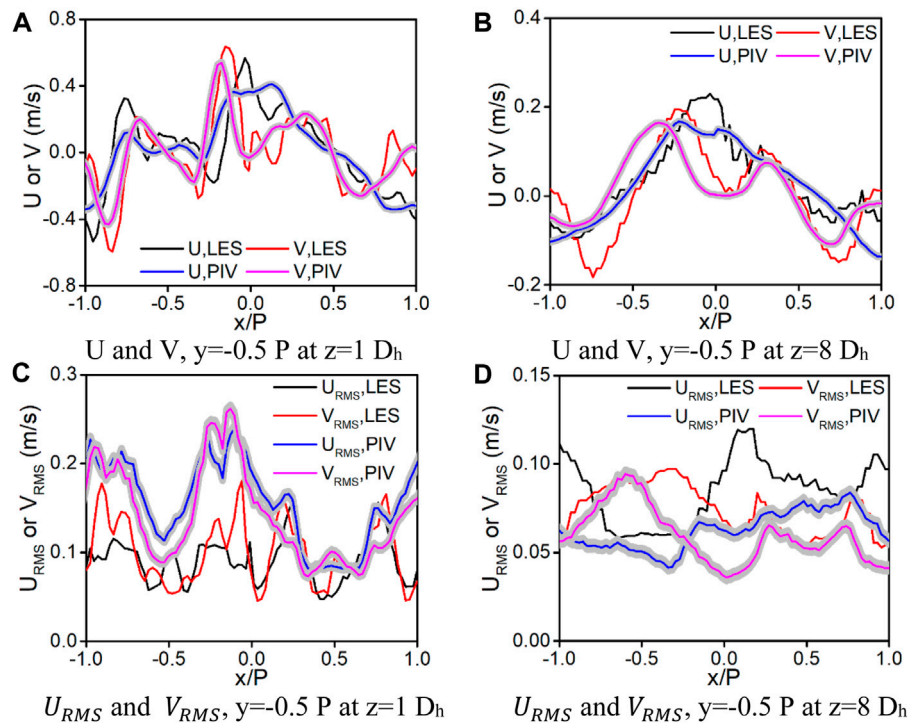 A
0.8
0.4
0.0
-0.4
-0.8
U or V (m/s)
U,LES
V,LES
U,PIV
V,PIV
-1.0
-0.5
0.0
0.5
1.0
x/P
U and V, y=-0.5 P at z=1 Dh
B
0.4
0.2
0.0
-0.2
U or V (m/s)
U,LES
V,LES
U,PIV
V,PIV
-1.0
-0.5
0.0
0.5
1.0
x/P
U and V, y=-0.5 P at z=8 Dh
C
0.3
0.2
0.1
0.0
URMS or VRMS (m/s)
URMS,LES
VRMS,LES
URMS,PIV
VRMS,PIV
-1.0
-0.5
0.0
0.5
1.0
x/P
URMS and VRMS, y=-0.5 P at z=1 Dh
D
0.15
0.10
0.05
0.00
URMS or VRMS (m/s)
URMS,LES
VRMS,LES
URMS,PIV
VRMS,PIV
-1.0
-0.5
0.0
0.5
1.0
x/P
URMS and VRMS, y=-0.5 P at z=8 Dh